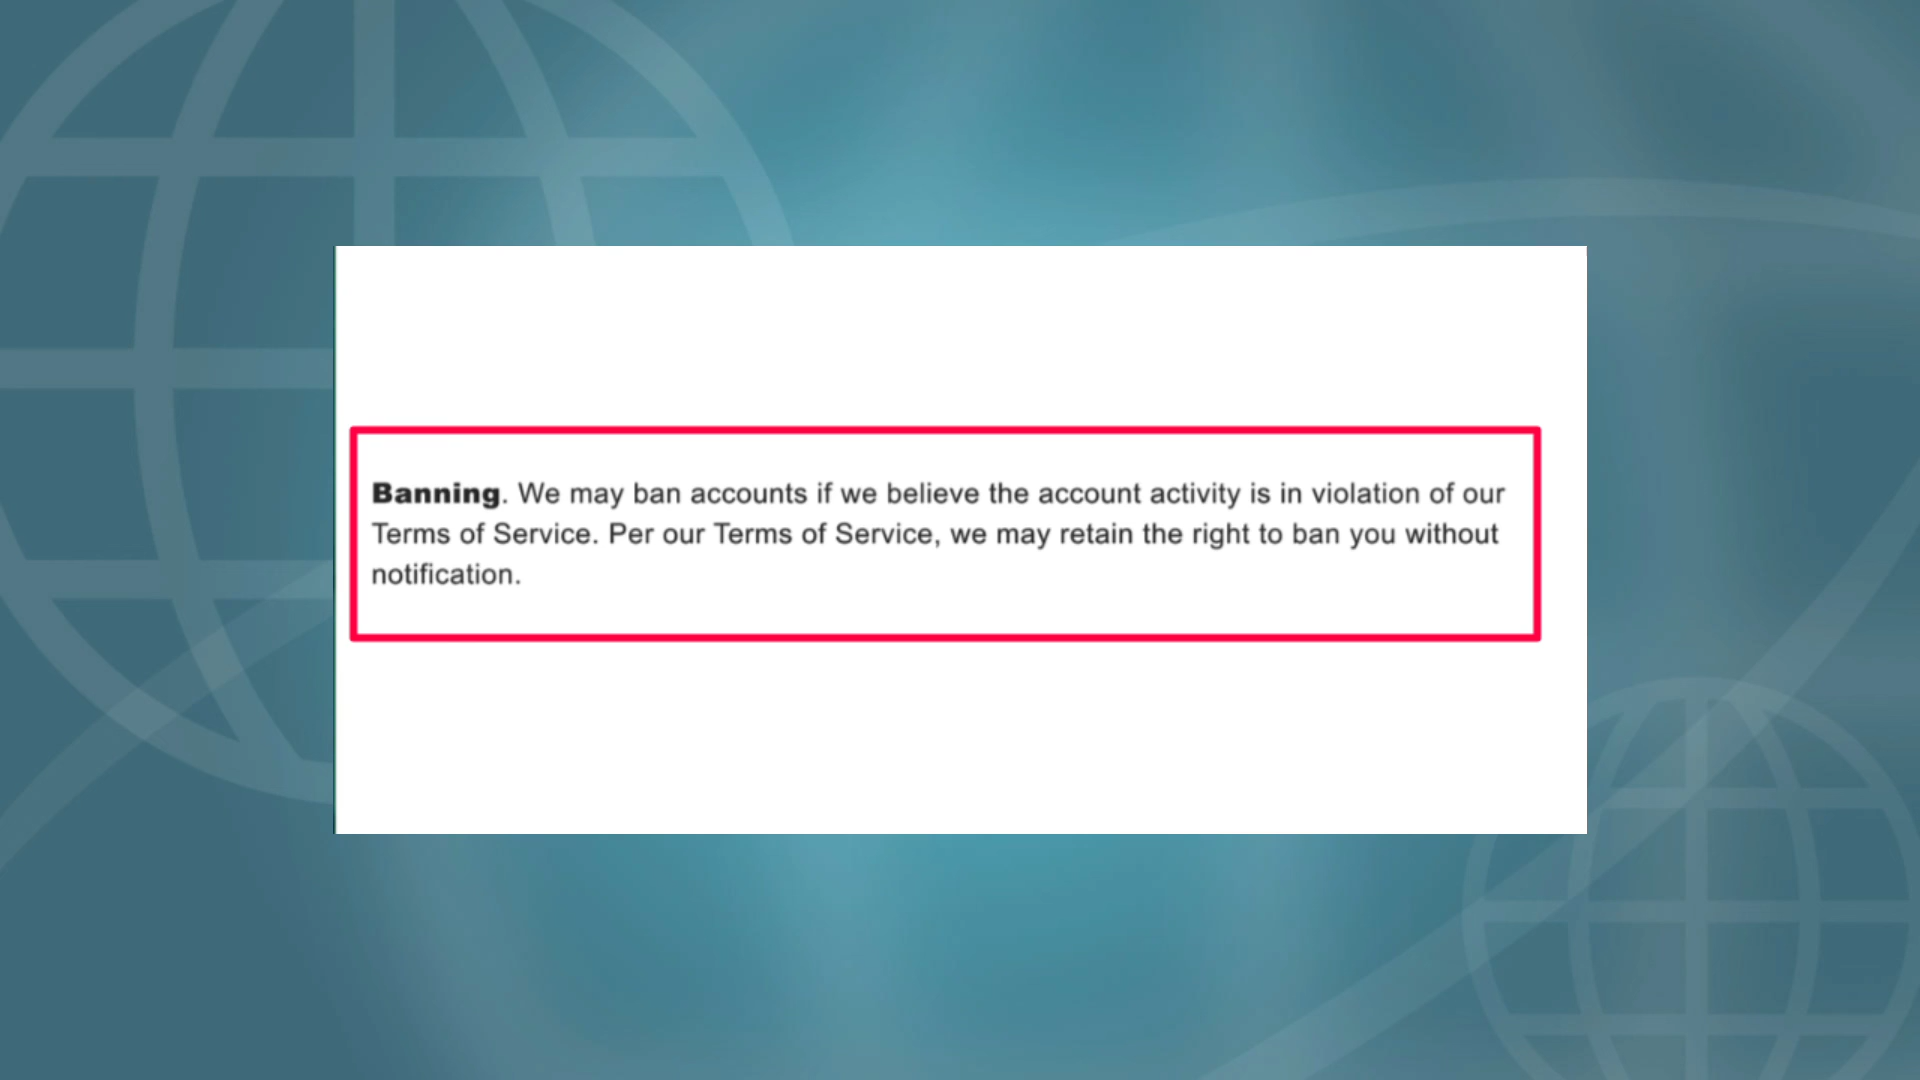 Banning. We may ban accounts if we believe the account activity is in violation of our
Terms of Service. Per our Terms of Service, we may retain the right to ban you without
notification.